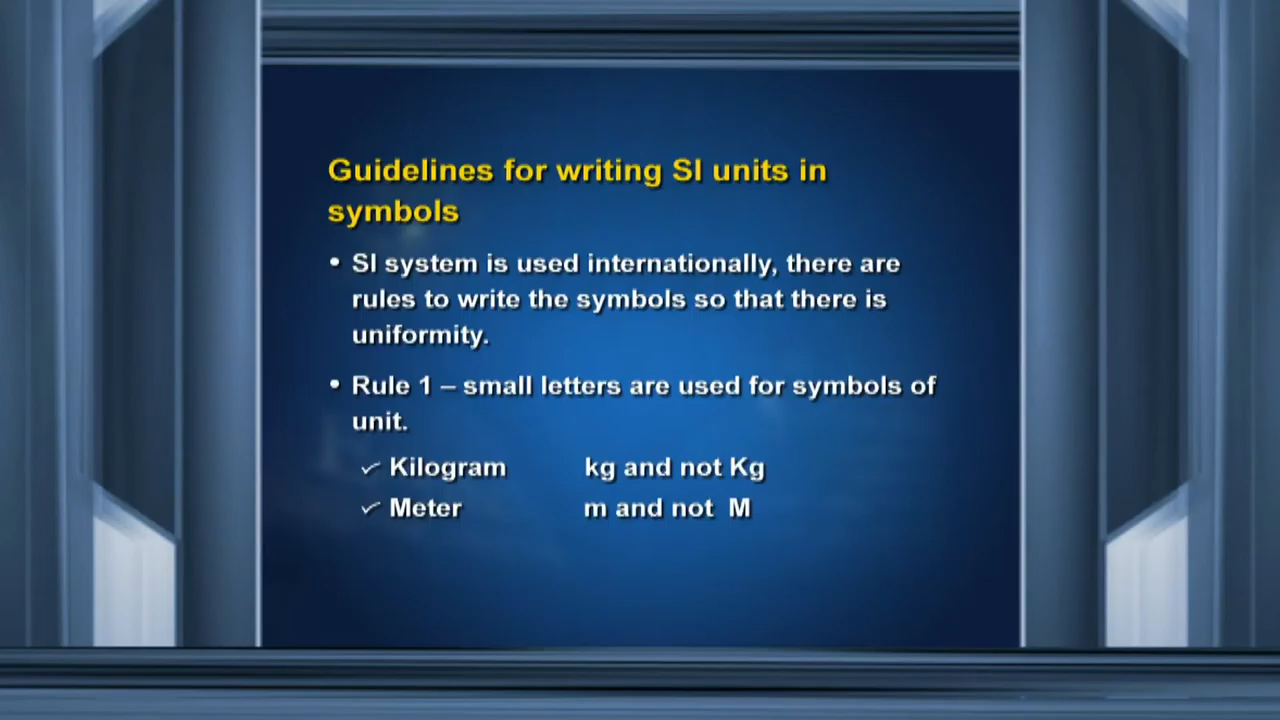 Guidelines for writing SI units in
symbols
• SI system is used internationally, there are
rules to write the symbols so that there is
uniformity.
• Rule 1 – small letters are used for symbols of
unit.
✓ Kilogram kg and not Kg
✓ Meter m and not M